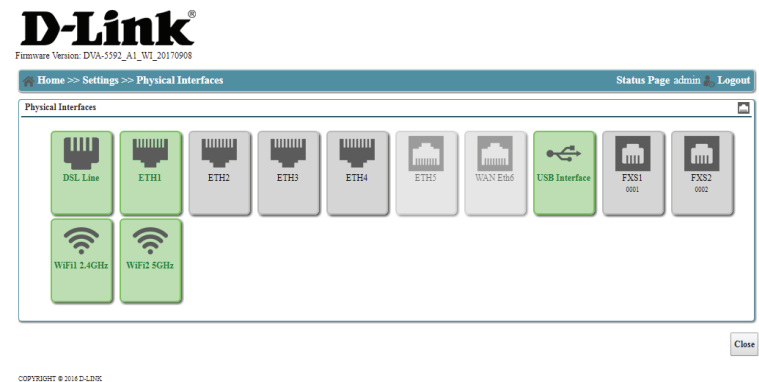 D-Link®
Firmware Version: DVA-5592_A1_WI_20170908
Home >> Settings >> Physical Interfaces
Status Page admin Logout
Physical Interfaces
DSL Line
ETH1
ETH2
ETH3
ETH4
ETH5
WAN Eth6
USB Interface
FXS1
0001
FXS2
0002
WiFi1 2.4GHz
WiFi2 5GHz
Close
COPYRIGHT © 2016 D-LINK